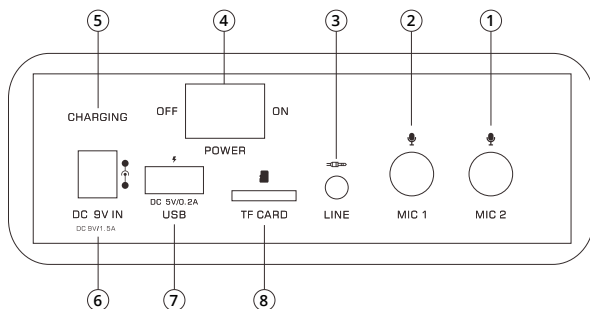 ⑤ ④ ③ ② ①
OFF ON
CHARGING
POWER
DC 5V/0.2A
DC 9V IN USB TF CARD LINE MIC 1 MIC 2
DC 9V/1.5A
⑥ ⑦ ⑧